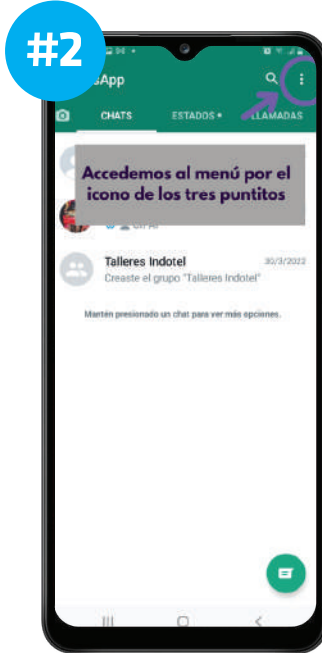 #2
sApp
CHATS
ESTADOS
LLAMADAS
Accedemos al menú por el
icono de los tres puntitos
Talleres Indotel
30/3/2022
Creaste el grupo "Talleres Indotel"
Mantén presionado un chat para ver más opciones.